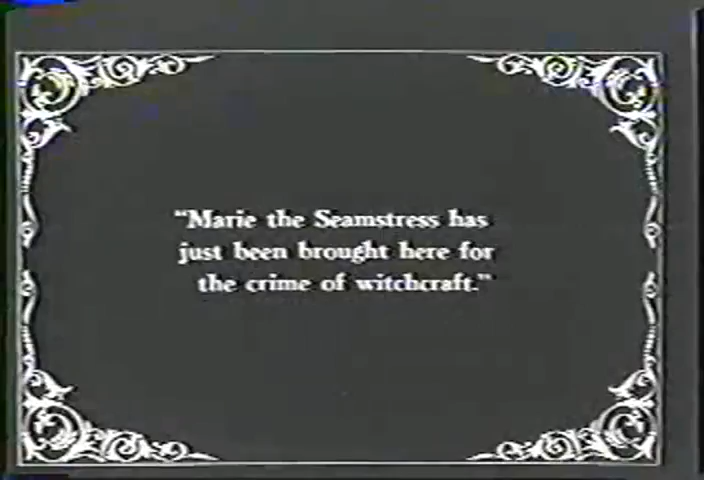 “Marie the Seamstress has
just been brought here for
the crime of witchcraft.”